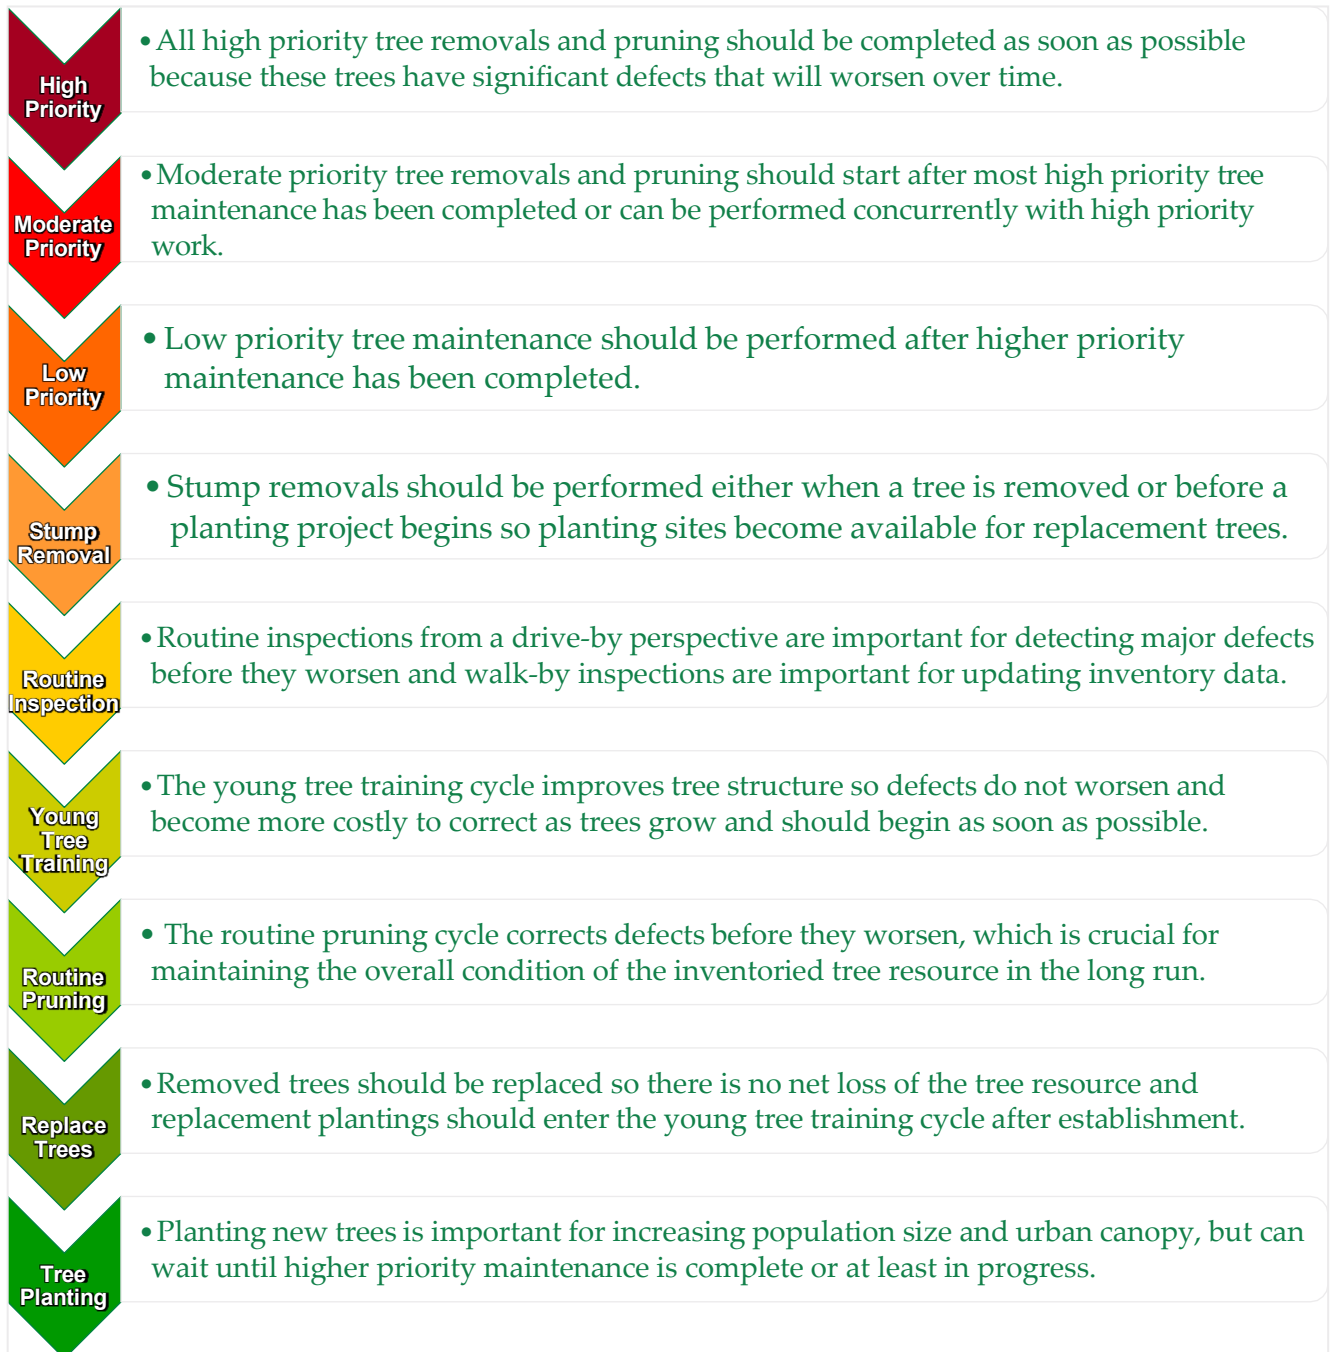 High
Priority
•All high priority tree removals and pruning should be completed as soon as possible
because these trees have significant defects that will worsen over time.
Moderate
Priority
•Moderate priority tree removals and pruning should start after most high priority tree
maintenance has been completed or can be performed concurrently with high priority
work.
Low
Priority
• Low priority tree maintenance should be performed after higher priority
maintenance has been completed.
Stump
Removal
• Stump removals should be performed either when a tree is removed or before a
planting project begins so planting sites become available for replacement trees.
Routine
Inspection
•Routine inspections from a drive-by perspective are important for detecting major defects
before they worsen and walk-by inspections are important for updating inventory data.
Young
Tree
Training
•The young tree training cycle improves tree structure so defects do not worsen and
become more costly to correct as trees grow and should begin as soon as possible.
Routine
Pruning
• The routine pruning cycle corrects defects before they worsen, which is crucial for
maintaining the overall condition of the inventoried tree resource in the long run.
Replace
Trees
•Removed trees should be replaced so there is no net loss of the tree resource and
replacement plantings should enter the young tree training cycle after establishment.
Tree
Planting
•Planting new trees is important for increasing population size and urban canopy, but can
wait until higher priority maintenance is complete or at least in progress.